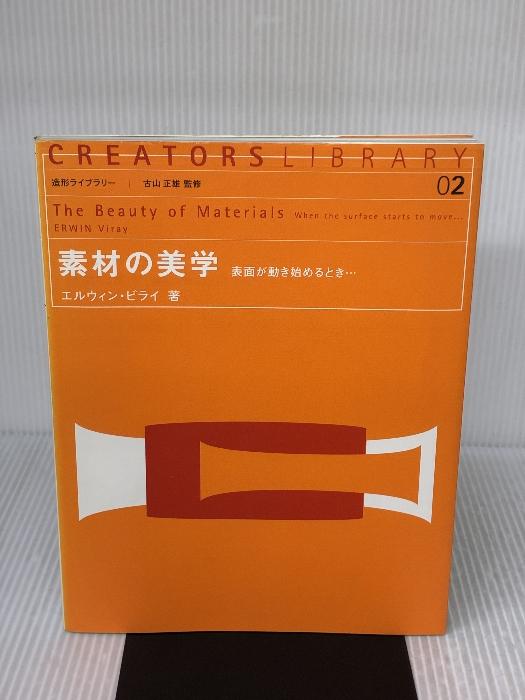 CREATORS LIBRARY
造形ライブラリー | 古山 正雄 監修 02
The Beauty of Materials When the surface starts to move...
ERWIN Viray
素材の美学 表面が動き始めるとき…
エルウィン・ビライ 著